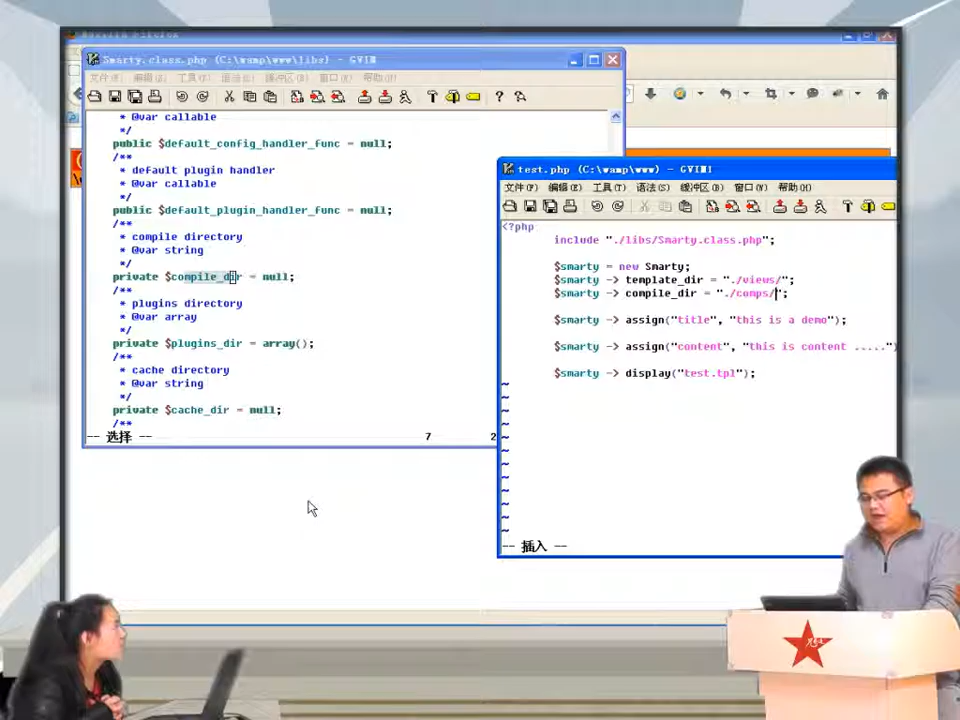 Smarty.class.php (C:\wamp\www\libs) - GVIM
文件(F) 编辑(E) 工具(T) 语法(S) 缓冲区(B) 窗口(W) 帮助(H)
* @var callable
*/
public $default_config_handler_func = null;
/**
* default plugin handler
* @var callable
*/
public $default_plugin_handler_func = null;
/**
* compile directory
* @var string
*/
private $compile_dir = null;
/**
* plugins directory
* @var array
*/
private $plugins_dir = array();
/**
* cache directory
* @var string
*/
private $cache_dir = null;
/**
-- 选择 -- 7 2
test.php (C:\wamp\www) - GVIM1
文件(F) 编辑(E) 工具(T) 语法(S) 缓冲区(B) 窗口(W) 帮助(H)
<?php
include "./libs/Smarty.class.php";
$smarty = new Smarty;
$smarty -> template_dir = "./views/";
$smarty -> compile_dir = "./comps/";
$smarty -> assign("title", "this is a demo");
$smarty -> assign("content", "this is content .....")
$smarty -> display("test.tpl");
~
~
~
~
~
~
~
~
~
~
~
~
-- 插入 --